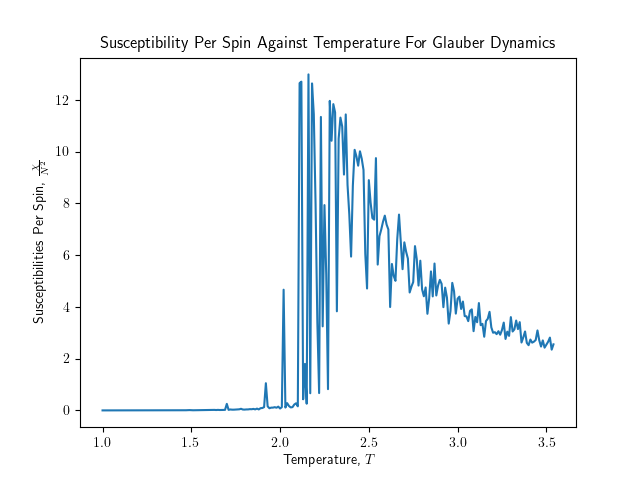 Susceptibility Per Spin Against Temperature For Glauber Dynamics
Susceptibilities Per Spin, χ/N²
12
10
8
6
4
2
0
1.0 1.5 2.0 2.5 3.0 3.5
Temperature, T